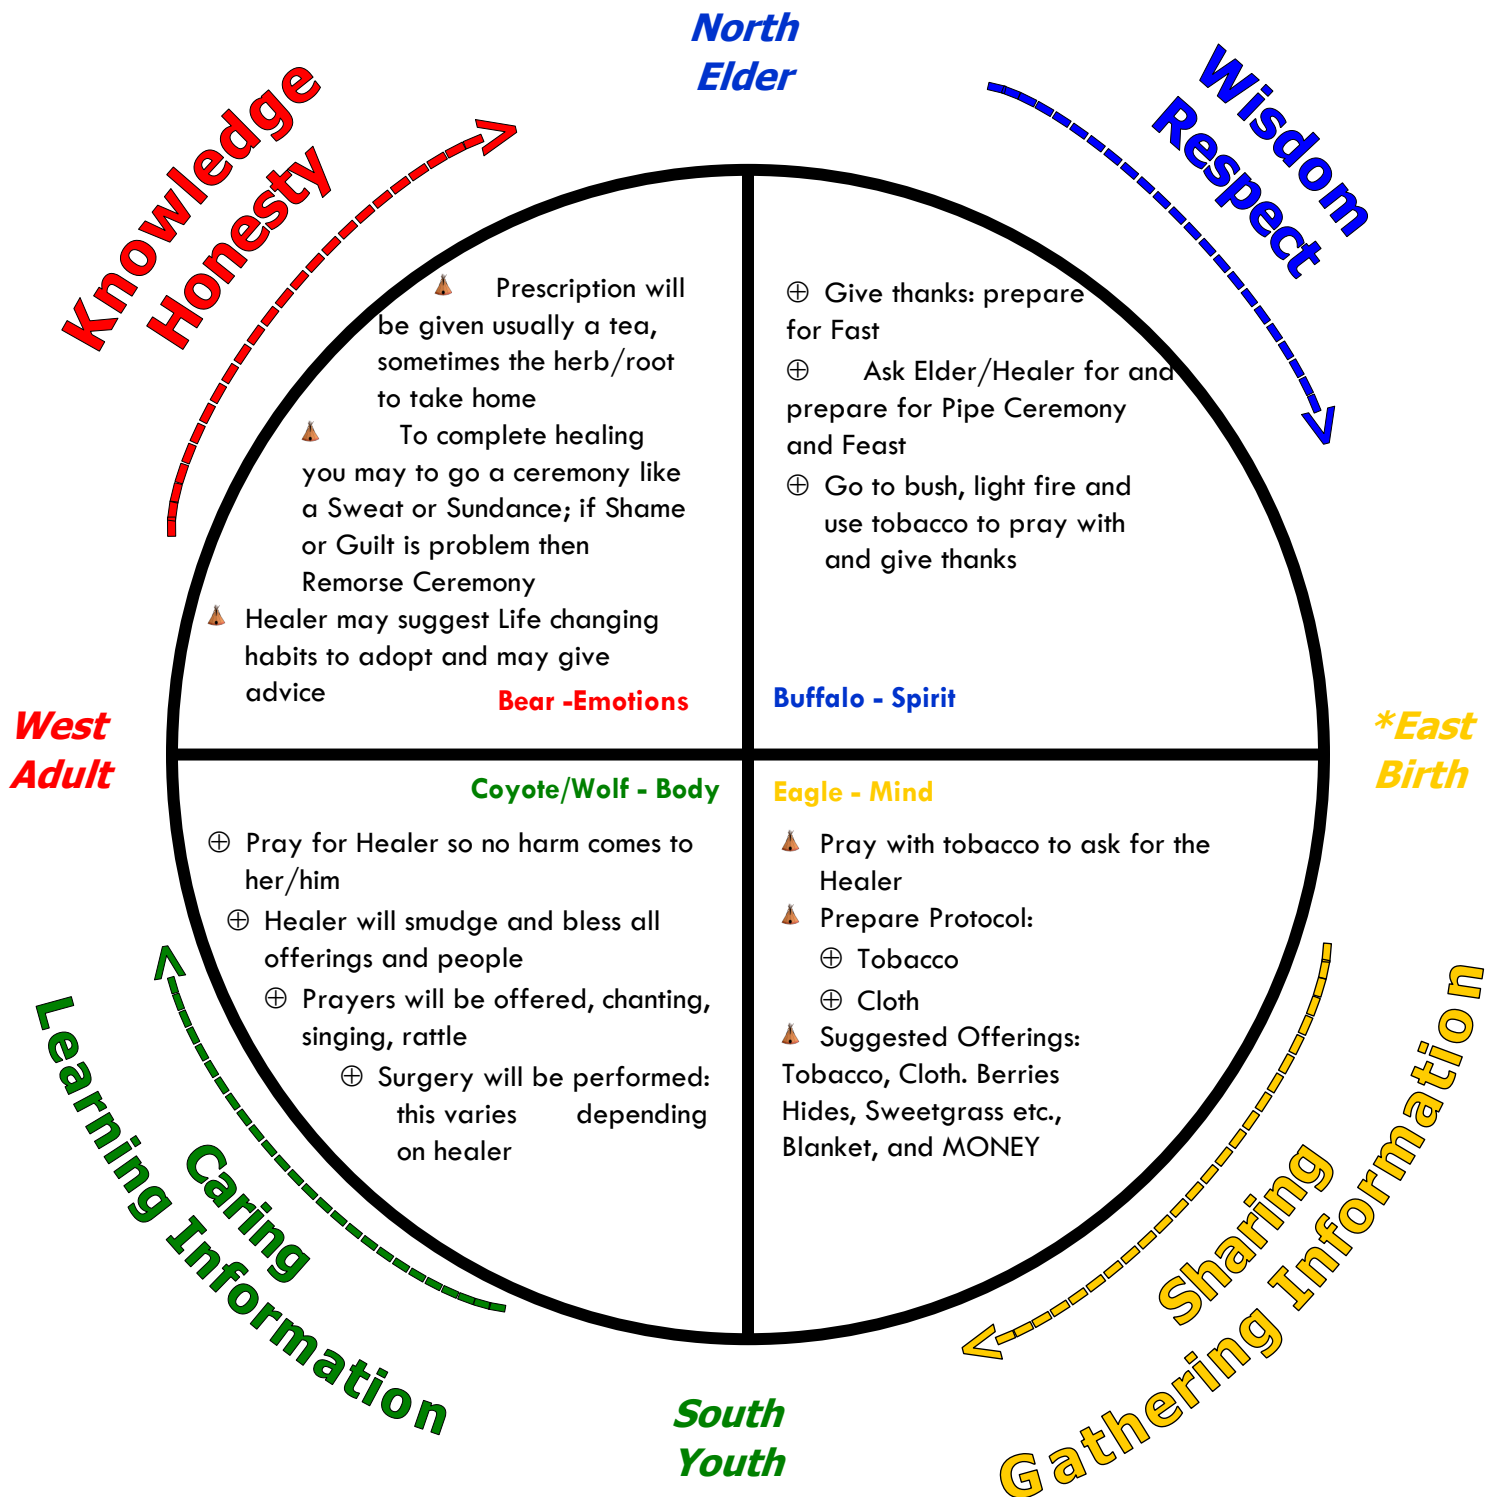 North
Elder
Knowledge
Honesty
Wisdom
Respect
Prescription will
be given usually a tea,
sometimes the herb/root
to take home
To complete healing
you may to go a ceremony like
a Sweat or Sundance; if Shame
or Guilt is problem then
Remorse Ceremony
Healer may suggest Life changing
habits to adopt and may give
advice
Bear -Emotions
Give thanks: prepare
for Fast
Ask Elder/Healer for and
prepare for Pipe Ceremony
and Feast
Go to bush, light fire and
use tobacco to pray with
and give thanks
Buffalo - Spirit
West
Adult
*East
Birth
Coyote/Wolf - Body
Pray for Healer so no harm comes to
her/him
Healer will smudge and bless all
offerings and people
Prayers will be offered, chanting,
singing, rattle
Surgery will be performed:
this varies depending
on healer
Eagle - Mind
Pray with tobacco to ask for the
Healer
Prepare Protocol:
Tobacco
Cloth
Suggested Offerings:
Tobacco, Cloth. Berries
Hides, Sweetgrass etc.,
Blanket, and MONEY
Caring
Learning Information
Sharing
Gathering Information
South
Youth